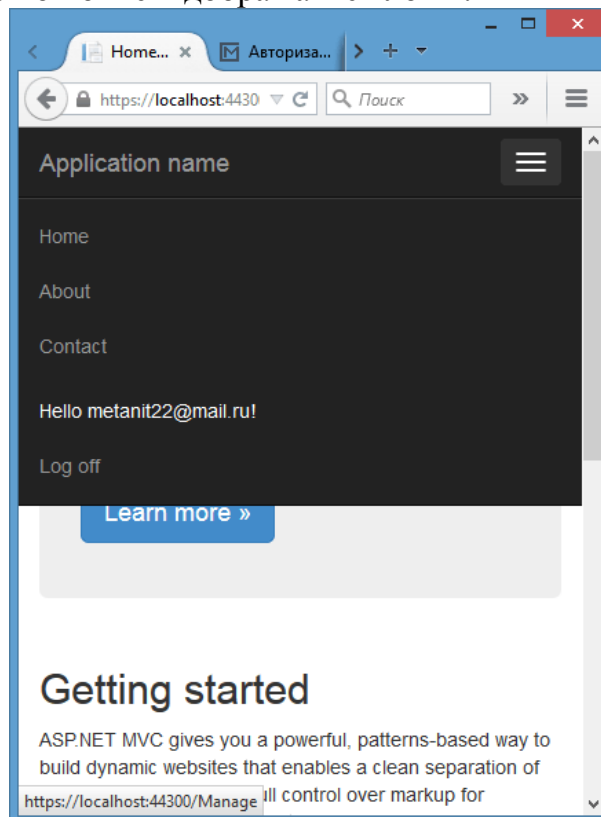 Home... × Авториза...
https://localhost:4430 Поиск
Application name
Home
About
Contact
Hello metanit22@mail.ru!
Log off
Learn more »
Getting started
ASP.NET MVC gives you a powerful, patterns-based way to
build dynamic websites that enables a clean separation of
https://localhost:44300/Manage ll control over markup for